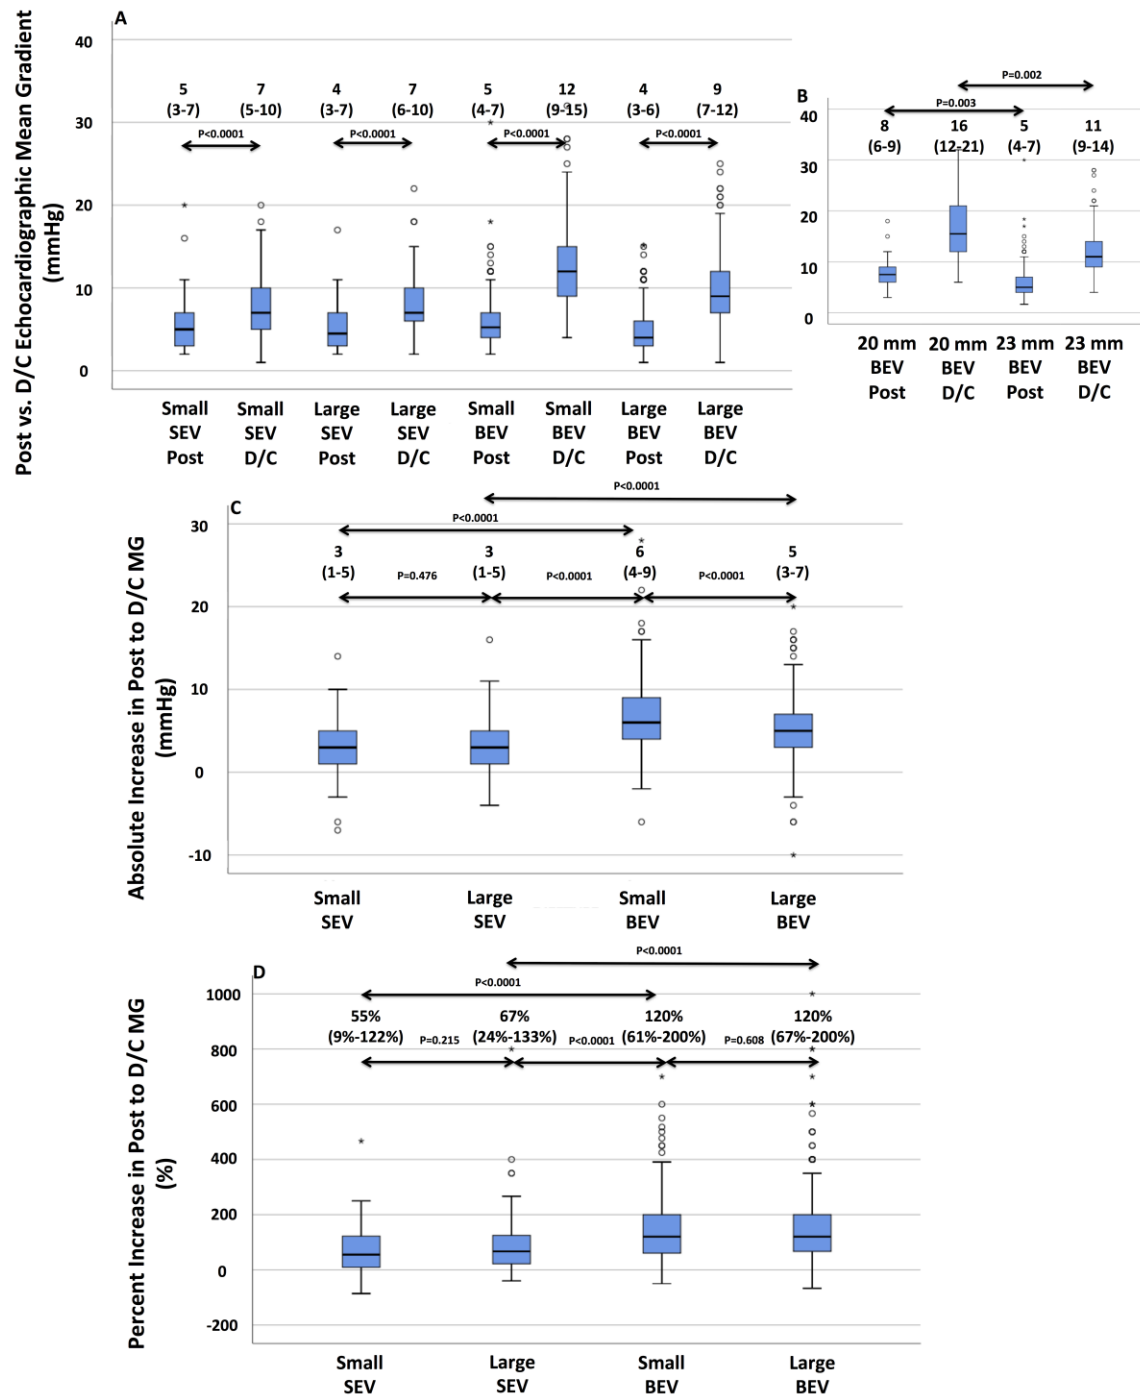 Post vs. D/C Echocardiographic Mean Gradient
(mmHg)
A
40
30
20
10
0
5
(3-7)
7
(5-10)
4
(3-7)
7
(6-10)
5
(4-7)
12
(9-15)
4
(3-6)
9
(7-12)
P<0.0001
P<0.0001
P<0.0001
P<0.0001
Small
SEV
Post
Small
SEV
D/C
Large
SEV
Post
Large
SEV
D/C
Small
BEV
Post
Small
BEV
D/C
Large
BEV
Post
Large
BEV
D/C
B
P=0.002
P=0.003
40
30
20
10
0
8
(6-9)
16
(12-21)
5
(4-7)
11
(9-14)
20 mm
BEV
Post
20 mm
BEV
D/C
23 mm
BEV
Post
23 mm
BEV
D/C
Absolute Increase in Post to D/C MG
(mmHg)
C
P<0.0001
P<0.0001
30
20
10
0
-10
3
(1-5)
3
(1-5)
6
(4-9)
5
(3-7)
P=0.476
P<0.0001
P<0.0001
Small
SEV
Large
SEV
Small
BEV
Large
BEV
Percent Increase in Post to D/C MG
(%)
D
P<0.0001
P<0.0001
1000
800
600
400
200
0
-200
55%
(9%-122%)
67%
(24%-133%)
120%
(61%-200%)
120%
(67%-200%)
P=0.215
P<0.0001
P=0.608
Small
SEV
Large
SEV
Small
BEV
Large
BEV